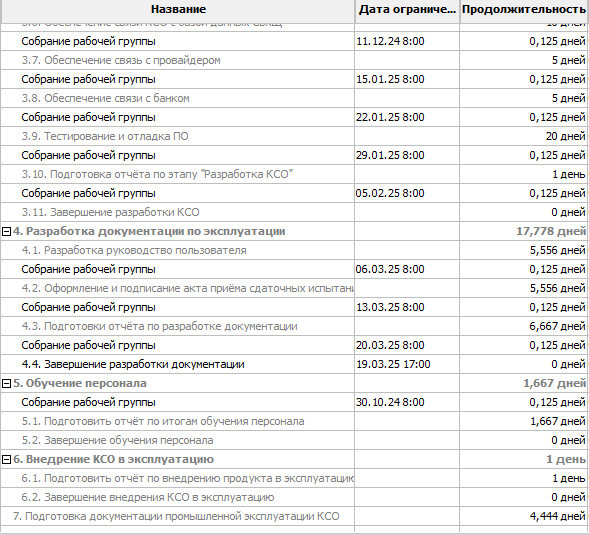 Название Дата ограниче... Продолжительность
3.6. Обеспечение связи КСО с базой данных 10 дней
Собрание рабочей группы 11.12.24 8:00 0,125 дней
3.7. Обеспечение связь с провайдером 5 дней
Собрание рабочей группы 15.01.25 8:00 0,125 дней
3.8. Обеспечение связи с банком 5 дней
Собрание рабочей группы 22.01.25 8:00 0,125 дней
3.9. Тестирование и отладка ПО 20 дней
Собрание рабочей группы 29.01.25 8:00 0,125 дней
3.10. Подготовка отчёта по этапу "Разработка КСО" 1 день
Собрание рабочей группы 05.02.25 8:00 0,125 дней
3.11. Завершение разработки КСО 0 дней
4. Разработка документации по эксплуатации 17,778 дней
4.1. Разработка руководство пользователя 5,556 дней
Собрание рабочей группы 06.03.25 8:00 0,125 дней
4.2. Оформление и подписание акта приёма сдаточных испытан 5,556 дней
Собрание рабочей группы 13.03.25 8:00 0,125 дней
4.3. Подготовки отчёта по разработке документации 6,667 дней
Собрание рабочей группы 20.03.25 8:00 0,125 дней
4.4. Завершение разработки документации 19.03.25 17:00 0 дней
5. Обучение персонала 1,667 дней
Собрание рабочей группы 30.10.24 8:00 0,125 дней
5.1. Подготовить отчёт по итогам обучения персонала 1,667 дней
5.2. Завершение обучения персонала 0 дней
6. Внедрение КСО в эксплуатацию 1 день
6.1. Подготовить отчёт по внедрению продукта в эксплуатацию 1 день
6.2. Завершение внедрения КСО в эксплуатацию 0 дней
7. Подготовка документации промышленной эксплуатации КСО 4,444 дней